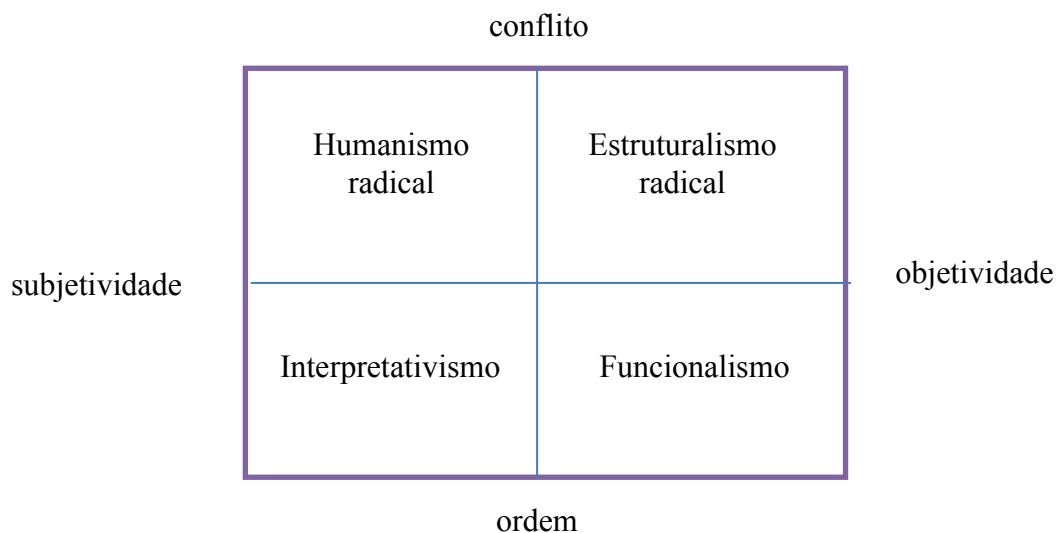 conflito
Humanismo
radical
Estruturalismo
radical
subjetividade
objetividade
Interpretativismo
Funcionalismo
ordem